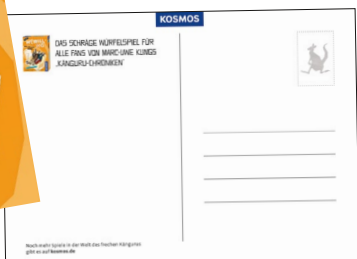 KOSMOS
DAS SCHRÄGE WÜRFELSPIEL FÜR
ALLE FANS VON MARC-UWE KLINGS
„KÄNGURU-CHRONIKEN“
Noch mehr Spiele in der Welt des frechen Kängurus
gibt es auf kosmos.de